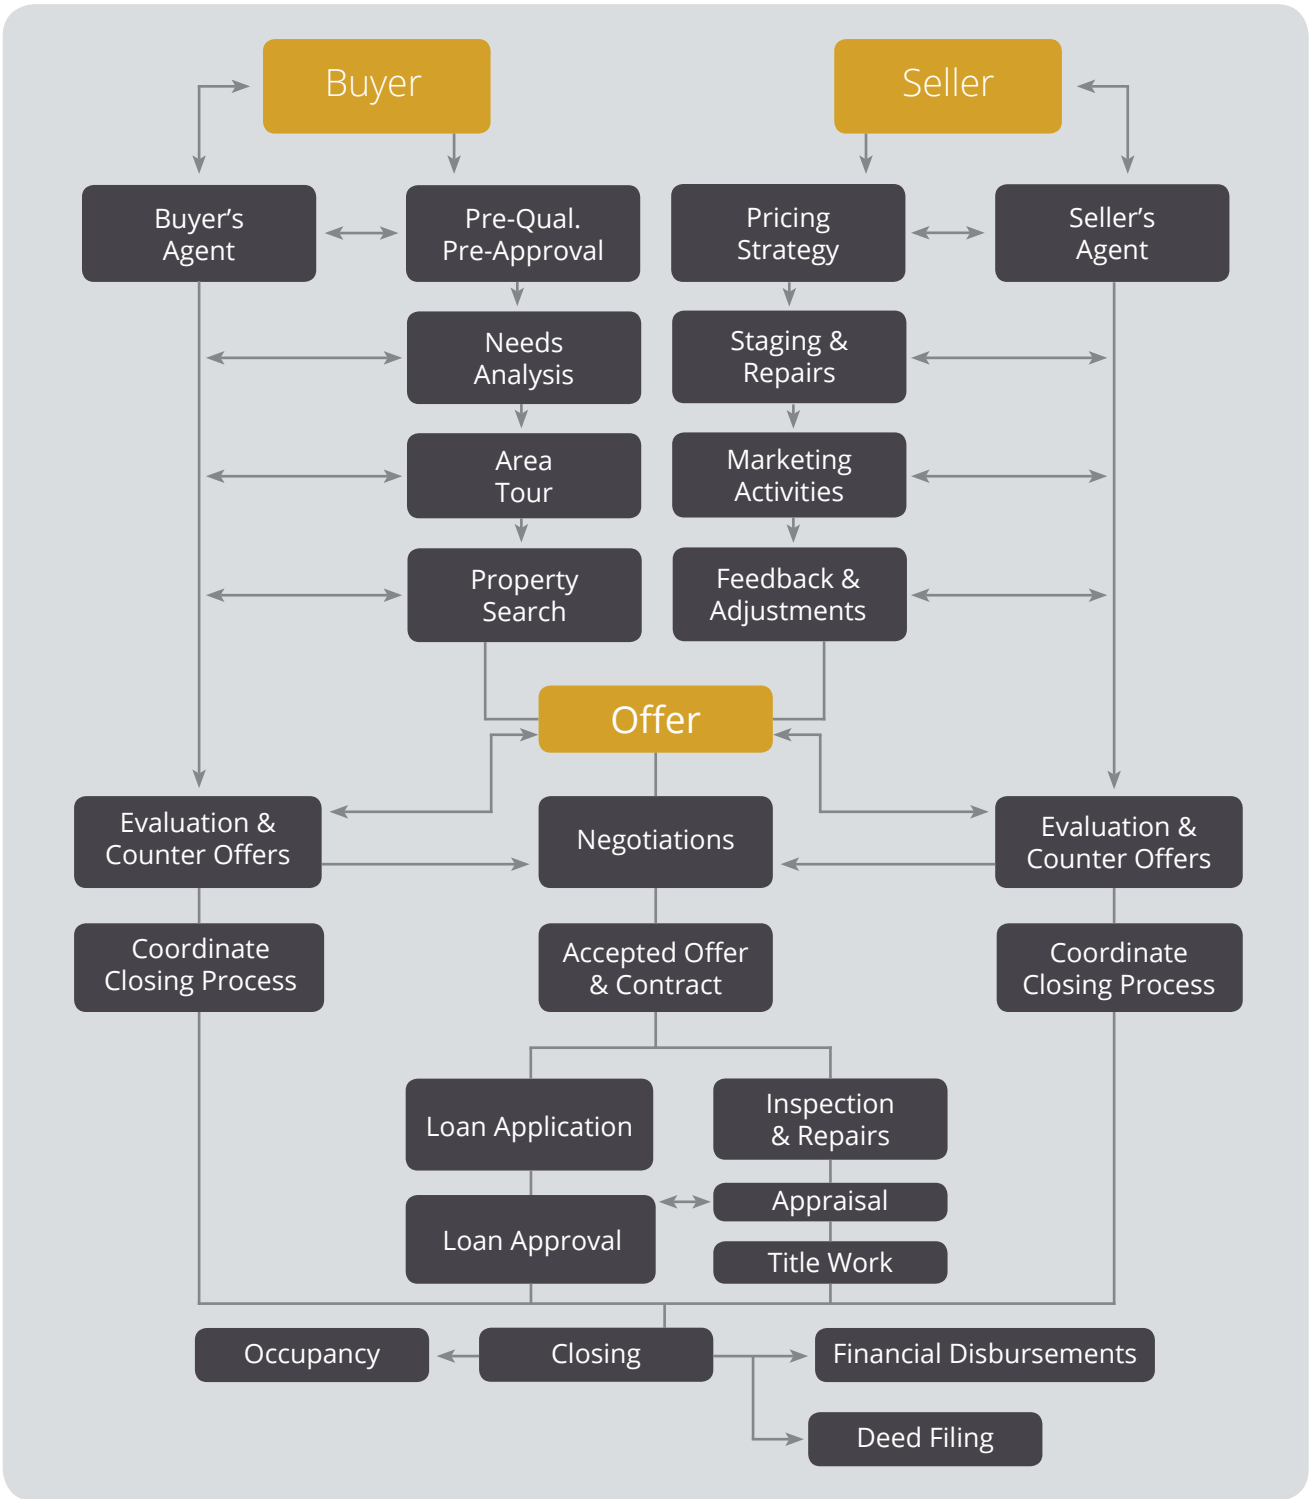 Buyer
Seller
Buyer’s
Agent
Pre-Qual.
Pre-Approval
Pricing
Strategy
Seller’s
Agent
Needs
Analysis
Staging &
Repairs
Area
Tour
Marketing
Activities
Property
Search
Feedback &
Adjustments
Offer
Evaluation &
Counter Offers
Negotiations
Evaluation &
Counter Offers
Coordinate
Closing Process
Accepted Offer
& Contract
Coordinate
Closing Process
Loan Application
Inspection
& Repairs
Loan Approval
Appraisal
Title Work
Occupancy
Closing
Financial Disbursements
Deed Filing